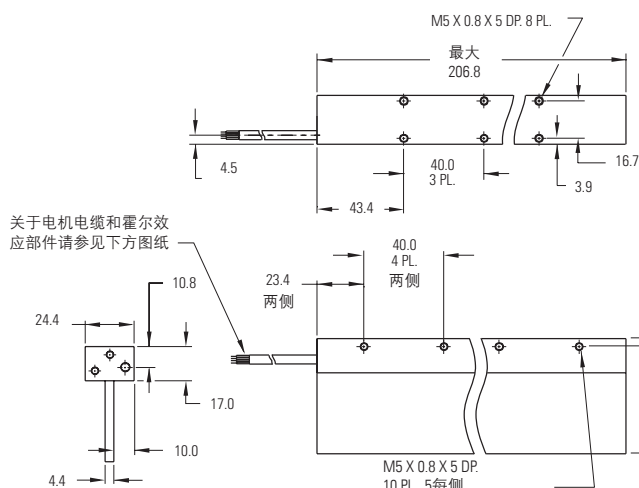 M5 X 0.8 X 5 DP. 8 PL.
最大
206.8
4.5
40.0
3 PL.
16.7
3.9
43.4
关于电机电缆和霍尔效
应部件请参见下方图纸
40.0
4 PL.
两侧
23.4
两侧
10.8
24.4
17.0
10.0
4.4
M5 X 0.8 X 5 DP.
10 PL. 5每侧